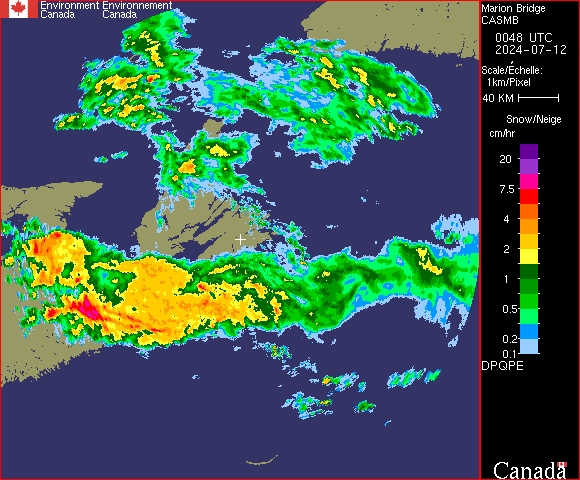 Environment Environnement
Canada Canada
Marion Bridge
CASMB
0048 UTC
2024-07-12
Scale/Échelle:
1km/Pixel
40 KM
Snow/Neige
cm/hr
20
7.5
4
2
1
0.5
0.2
0.1
DPQPE
Canada